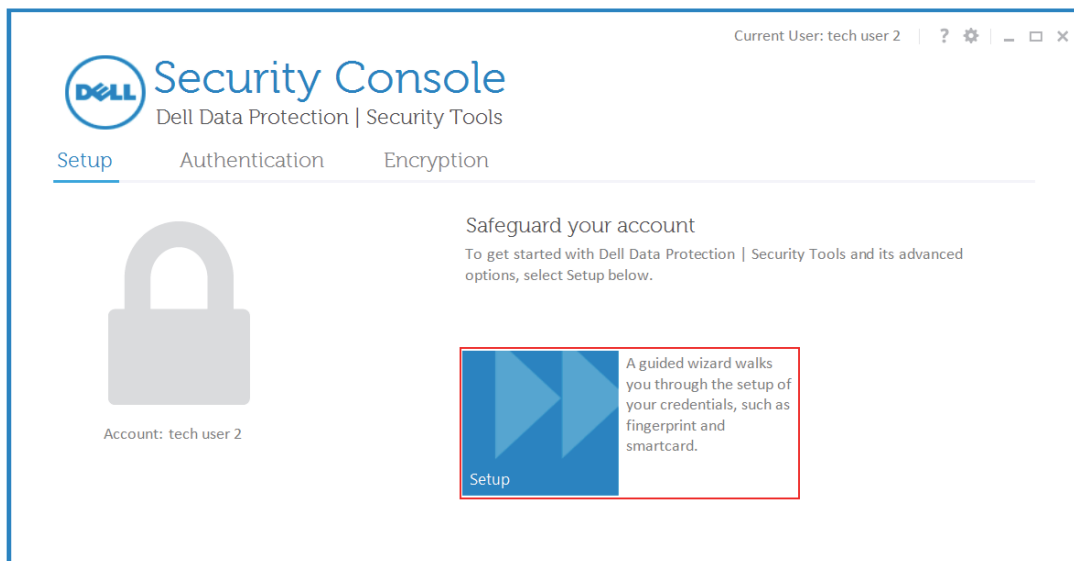 Current User: tech user 2
?
DELL
Security Console
Dell Data Protection | Security Tools
Setup
Authentication
Encryption
Safeguard your account
To get started with Dell Data Protection | Security Tools and its advanced
options, select Setup below.
A guided wizard walks
you through the setup of
your credentials, such as
fingerprint and
smartcard.
Setup
Account: tech user 2